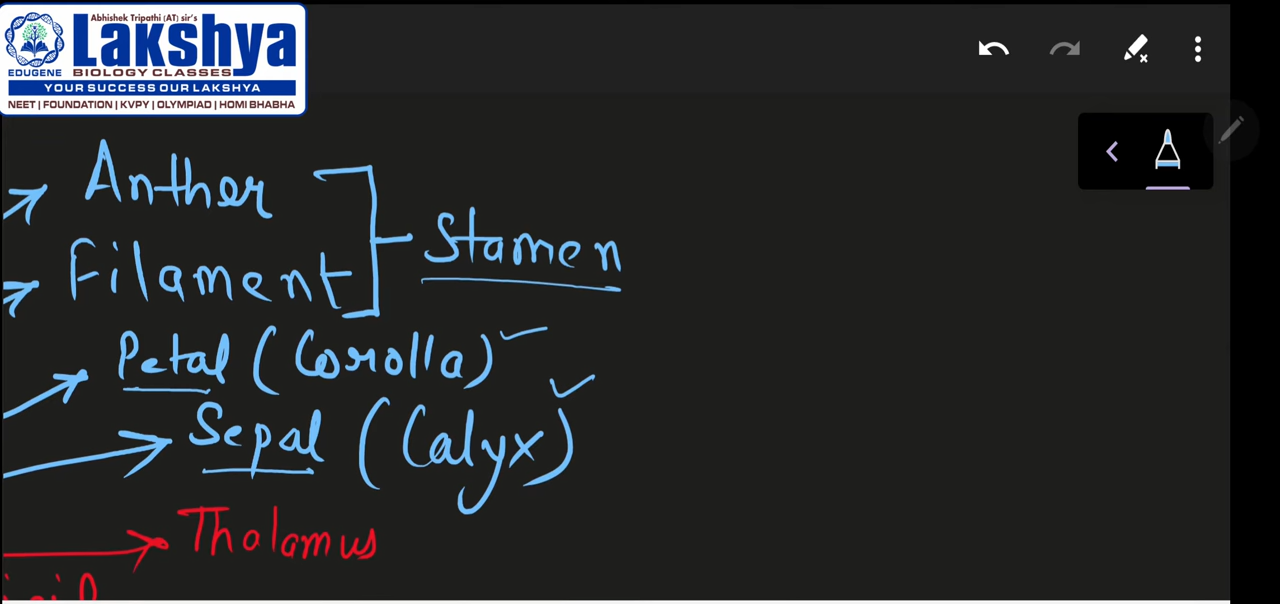 Abhishek Tripathi (AT) sir's
Lakshya
EDUGENE BIOLOGY CLASSES
YOUR SUCCESS OUR LAKSHYA
NEET | FOUNDATION | KVPY | OLYMPIAD | HOMI BHABHA
Anther
Filament
Stamen
Petal (Corolla)
Sepal (Calyx)
Thalamus